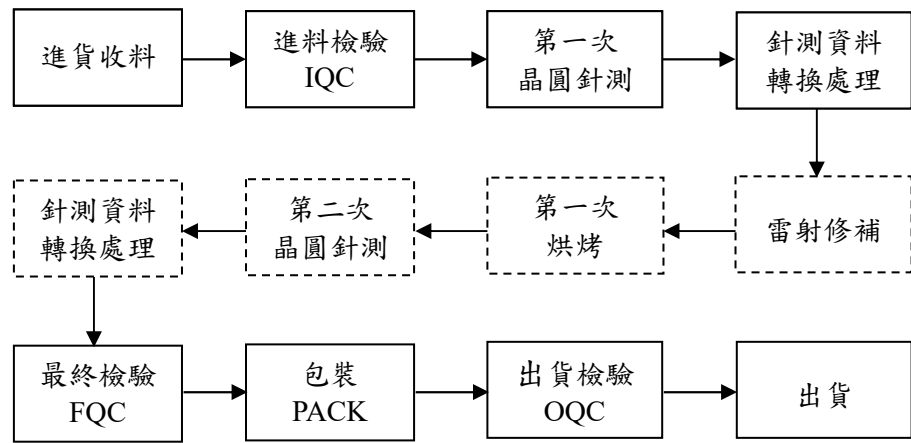 進貨收料
進料檢驗
IQC
第一次
晶圓針測
針測資料
轉換處理
雷射修補
第一次
烘烤
第二次
晶圓針測
針測資料
轉換處理
最終檢驗
FQC
包裝
PACK
出貨檢驗
OQC
出貨